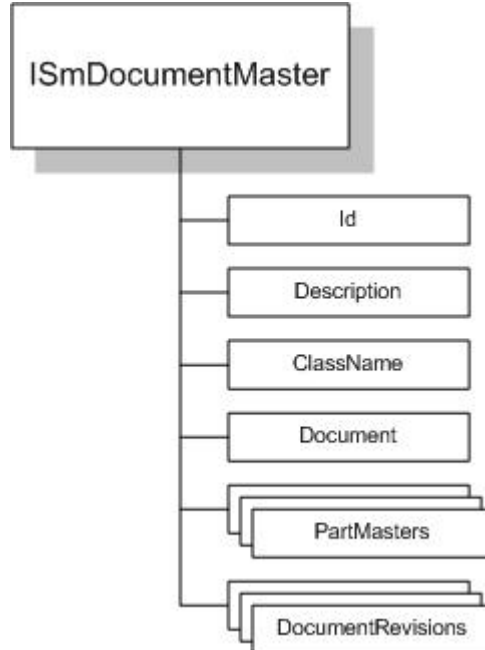 ISmDocumentMaster
Id
Description
ClassName
Document
PartMasters
DocumentRevisions